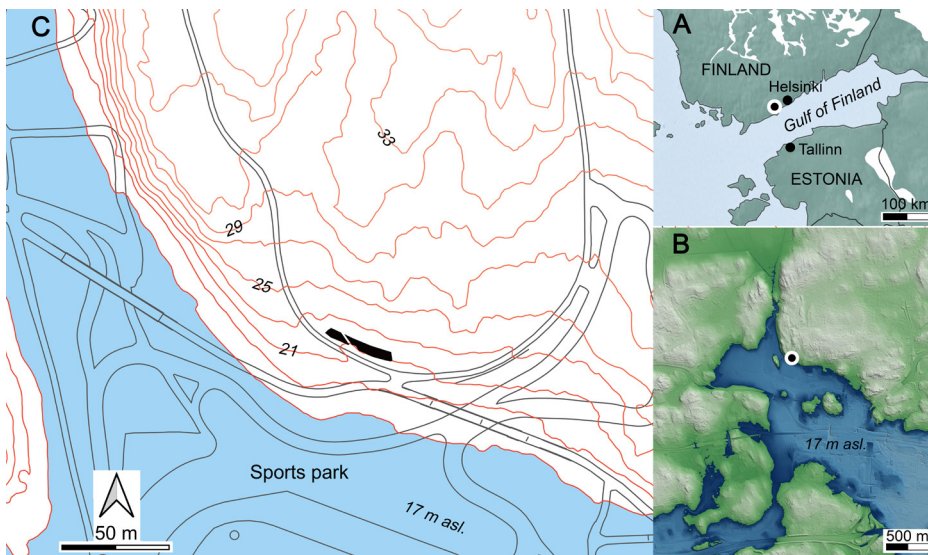 C
33
29
25
21
Sports park
17 m asl.
50 m
A
FINLAND
Helsinki
Gulf of Finland
Tallinn
ESTONIA
100 km
B
17 m asl.
500 m